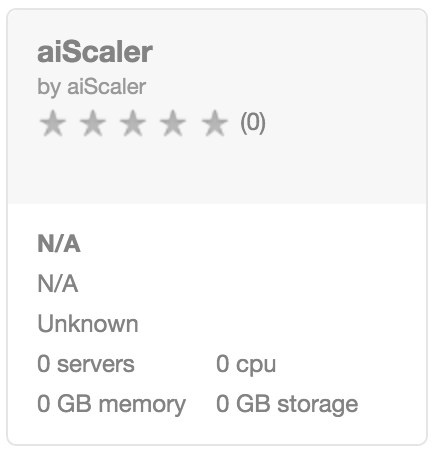 aiScaler
by aiScaler
(0)
N/A
N/A
Unknown
0 servers 0 cpu
0 GB memory 0 GB storage